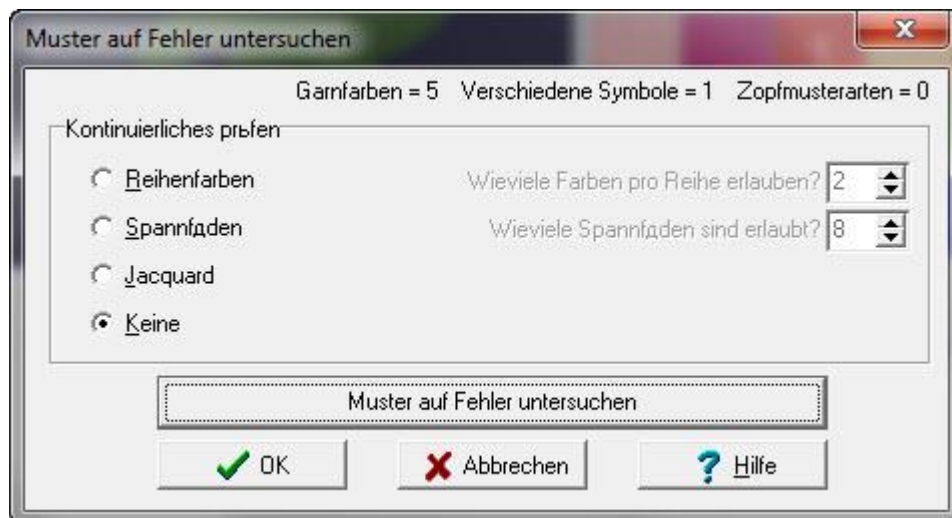 Muster auf Fehler untersuchen
Garnfarben = 5 Verschiedene Symbole = 1 Zopfmusterarten = 0
Kontinuierliches prьfen
Reihenfarben Wieviele Farben pro Reihe erlauben? 2
Spannfдden Wieviele Spannfдden sind erlaubt? 8
Jacquard
Keine
Muster auf Fehler untersuchen
OK Abbrechen Hilfe